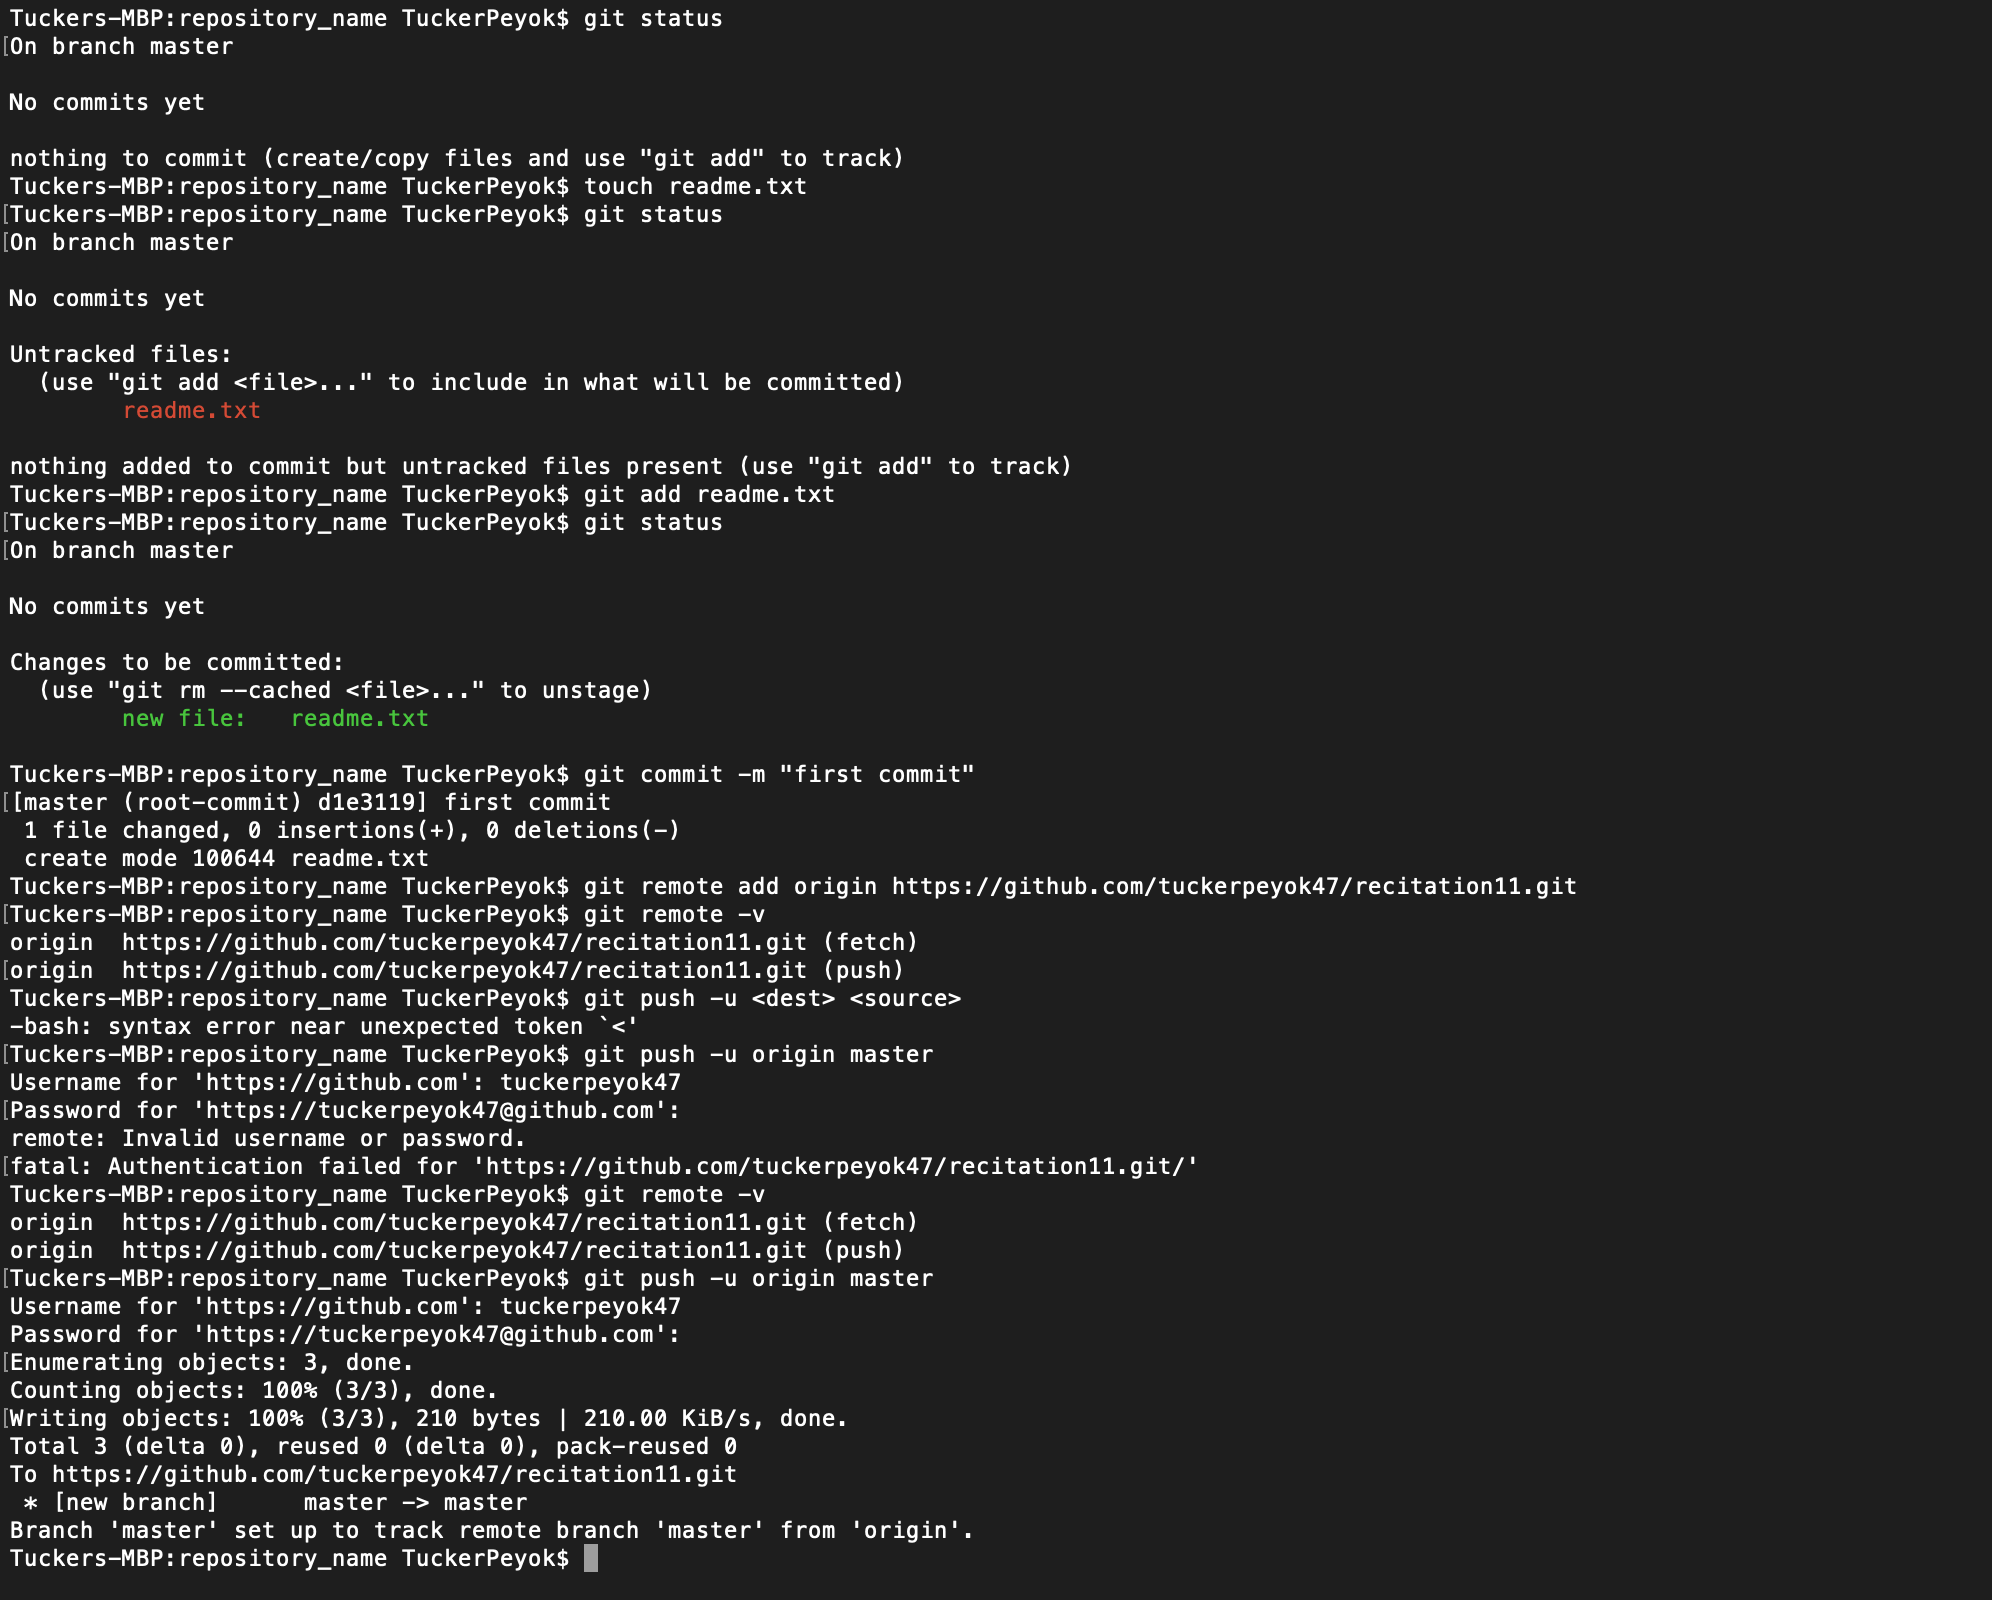 Tuckers-MBP:repository_name TuckerPeyok$ git status
[On branch master
No commits yet
nothing to commit (create/copy files and use "git add" to track)
Tuckers-MBP:repository_name TuckerPeyok$ touch readme.txt
[Tuckers-MBP:repository_name TuckerPeyok$ git status
[On branch master
No commits yet
Untracked files:
  (use "git add <file>..." to include in what will be committed)
        readme.txt
nothing added to commit but untracked files present (use "git add" to track)
Tuckers-MBP:repository_name TuckerPeyok$ git add readme.txt
[Tuckers-MBP:repository_name TuckerPeyok$ git status
[On branch master
No commits yet
Changes to be committed:
  (use "git rm --cached <file>..." to unstage)
        new file:   readme.txt
Tuckers-MBP:repository_name TuckerPeyok$ git commit -m "first commit"
[[master (root-commit) d1e3119] first commit
 1 file changed, 0 insertions(+), 0 deletions(-)
 create mode 100644 readme.txt
Tuckers-MBP:repository_name TuckerPeyok$ git remote add origin https://github.com/tuckerpeyok47/recitation11.git
[Tuckers-MBP:repository_name TuckerPeyok$ git remote -v
origin  https://github.com/tuckerpeyok47/recitation11.git (fetch)
[origin  https://github.com/tuckerpeyok47/recitation11.git (push)
Tuckers-MBP:repository_name TuckerPeyok$ git push -u <dest> <source>
-bash: syntax error near unexpected token `<'
[Tuckers-MBP:repository_name TuckerPeyok$ git push -u origin master
Username for 'https://github.com': tuckerpeyok47
[Password for 'https://tuckerpeyok47@github.com':
remote: Invalid username or password.
[fatal: Authentication failed for 'https://github.com/tuckerpeyok47/recitation11.git/'
Tuckers-MBP:repository_name TuckerPeyok$ git remote -v
origin  https://github.com/tuckerpeyok47/recitation11.git (fetch)
origin  https://github.com/tuckerpeyok47/recitation11.git (push)
[Tuckers-MBP:repository_name TuckerPeyok$ git push -u origin master
Username for 'https://github.com': tuckerpeyok47
Password for 'https://tuckerpeyok47@github.com':
[Enumerating objects: 3, done.
Counting objects: 100% (3/3), done.
[Writing objects: 100% (3/3), 210 bytes | 210.00 KiB/s, done.
Total 3 (delta 0), reused 0 (delta 0), pack-reused 0
To https://github.com/tuckerpeyok47/recitation11.git
 * [new branch]      master -> master
Branch 'master' set up to track remote branch 'master' from 'origin'.
Tuckers-MBP:repository_name TuckerPeyok$